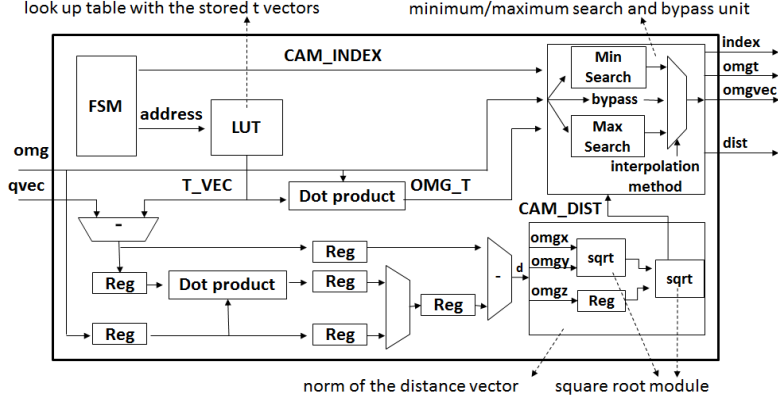 look up table with the stored t vectors
minimum/maximum search and bypass unit
CAM_INDEX
FSM
address
LUT
Min
Search
bypass
Max
Search
interpolation
method
index
omgt
omgvec
dist
omg
qvec
T_VEC
Dot product
OMG_T
CAM_DIST
-
Reg
Reg
Dot product
Reg
Reg
Reg
-
d
omgx
omgy
omgz
sqrt
Reg
sqrt
norm of the distance vector
square root module